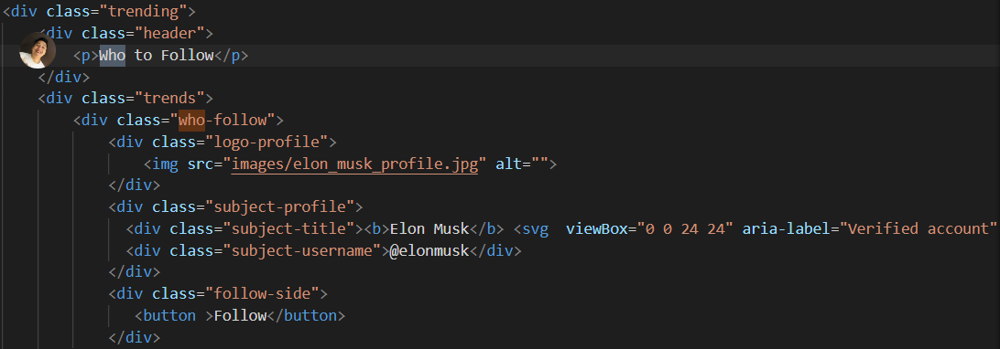 <div class="trending">
<div class="header">
<p>Who to Follow</p>
</div>
<div class="trends">
<div class="who-follow">
<div class="logo-profile">
<img src="images/elon_musk_profile.jpg" alt="">
</div>
<div class="subject-profile">
<div class="subject-title"><b>Elon Musk</b> <svg  viewBox="0 0 24 24" aria-label="Verified account"
<div class="subject-username">@elonmusk</div>
</div>
<div class="follow-side">
<button >Follow</button>
</div>